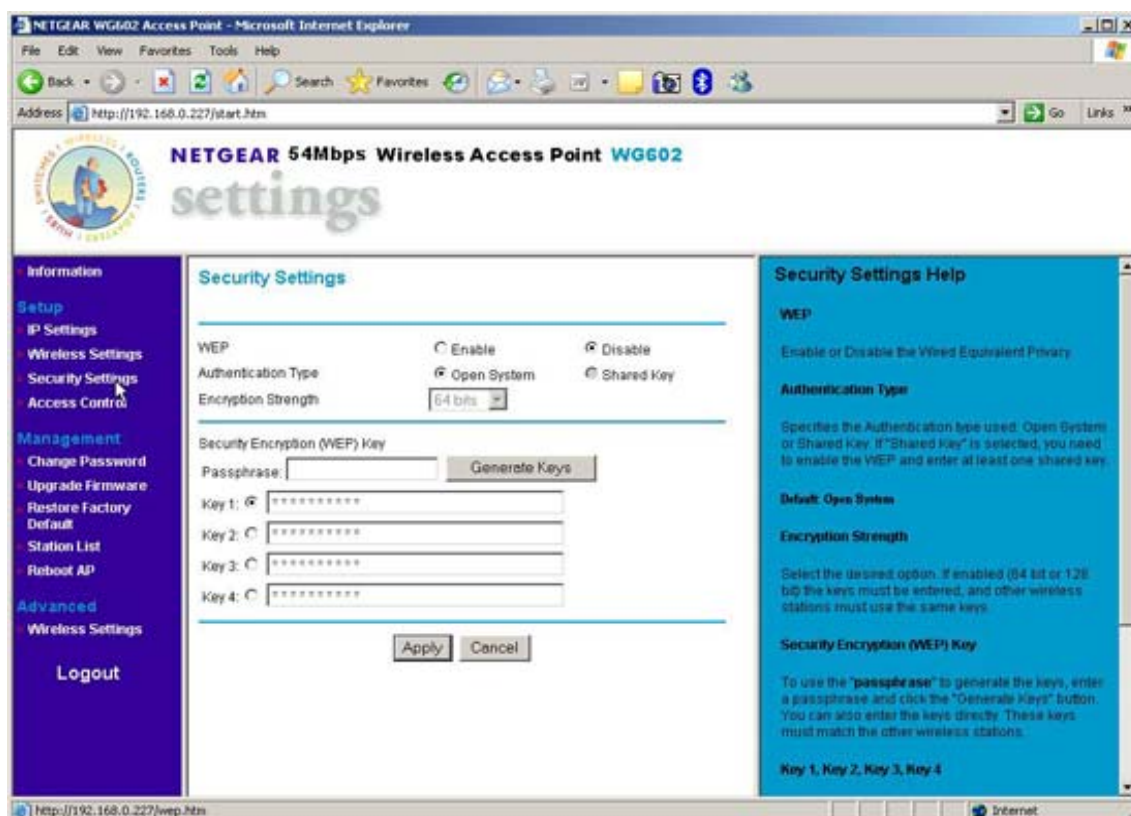 NETGEAR WG602 Access Point - Microsoft Internet Explorer
File Edit View Favorites Tools Help
Back Search Favorites
Address http://192.168.0.227/start.htm Go Links
NETGEAR 54Mbps Wireless Access Point WG602
settings
Information
Setup
IP Settings
Wireless Settings
Security Settings
Access Control
Management
Change Password
Upgrade Firmware
Restore Factory
Default
Station List
Reboot AP
Advanced
Wireless Settings
Logout
Security Settings
WEP Enable Disable
Authentication Type Open System Shared Key
Encryption Strength 64 bits
Security Encryption (WEP) Key
Passphrase: Generate Keys
Key 1: **********
Key 2: **********
Key 3: **********
Key 4: **********
Apply Cancel
Security Settings Help
WEP
Enable or Disable the Wired Equivalent Privacy
Authentication Type
Specifies the Authentication type used: Open System
or Shared Key. If "Shared Key" is selected, you need
to enable the WEP and enter at least one shared key.
Default: Open System
Encryption Strength
Select the desired option. If enabled (64 bit or 128
bit) the keys must be entered, and other wireless
stations must use the same keys.
Security Encryption (WEP) Key
To use the "passphrase" to generate the keys, enter
a passphrase and click the "Generate Keys" button.
You can also enter the keys directly. These keys
must match the other wireless stations.
Key 1, Key 2, Key 3, Key 4
http://192.168.0.227/wep.htm Internet